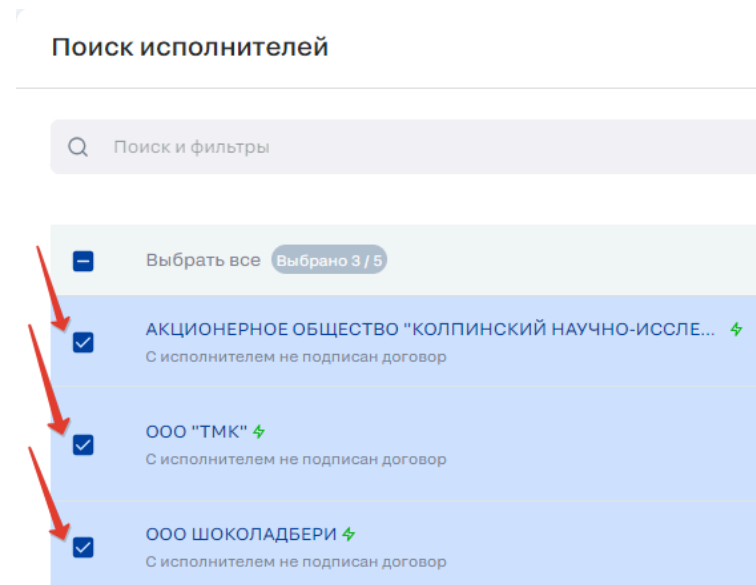 Поиск исполнителей
Поиск и фильтры
Выбрать все Выбрано 3 / 5
АКЦИОНЕРНОЕ ОБЩЕСТВО "КОЛПИНСКИЙ НАУЧНО-ИССЛЕ...
С исполнителем не подписан договор
ООО "ТМК"
С исполнителем не подписан договор
ООО ШОКОЛАДБЕРИ
С исполнителем не подписан договор